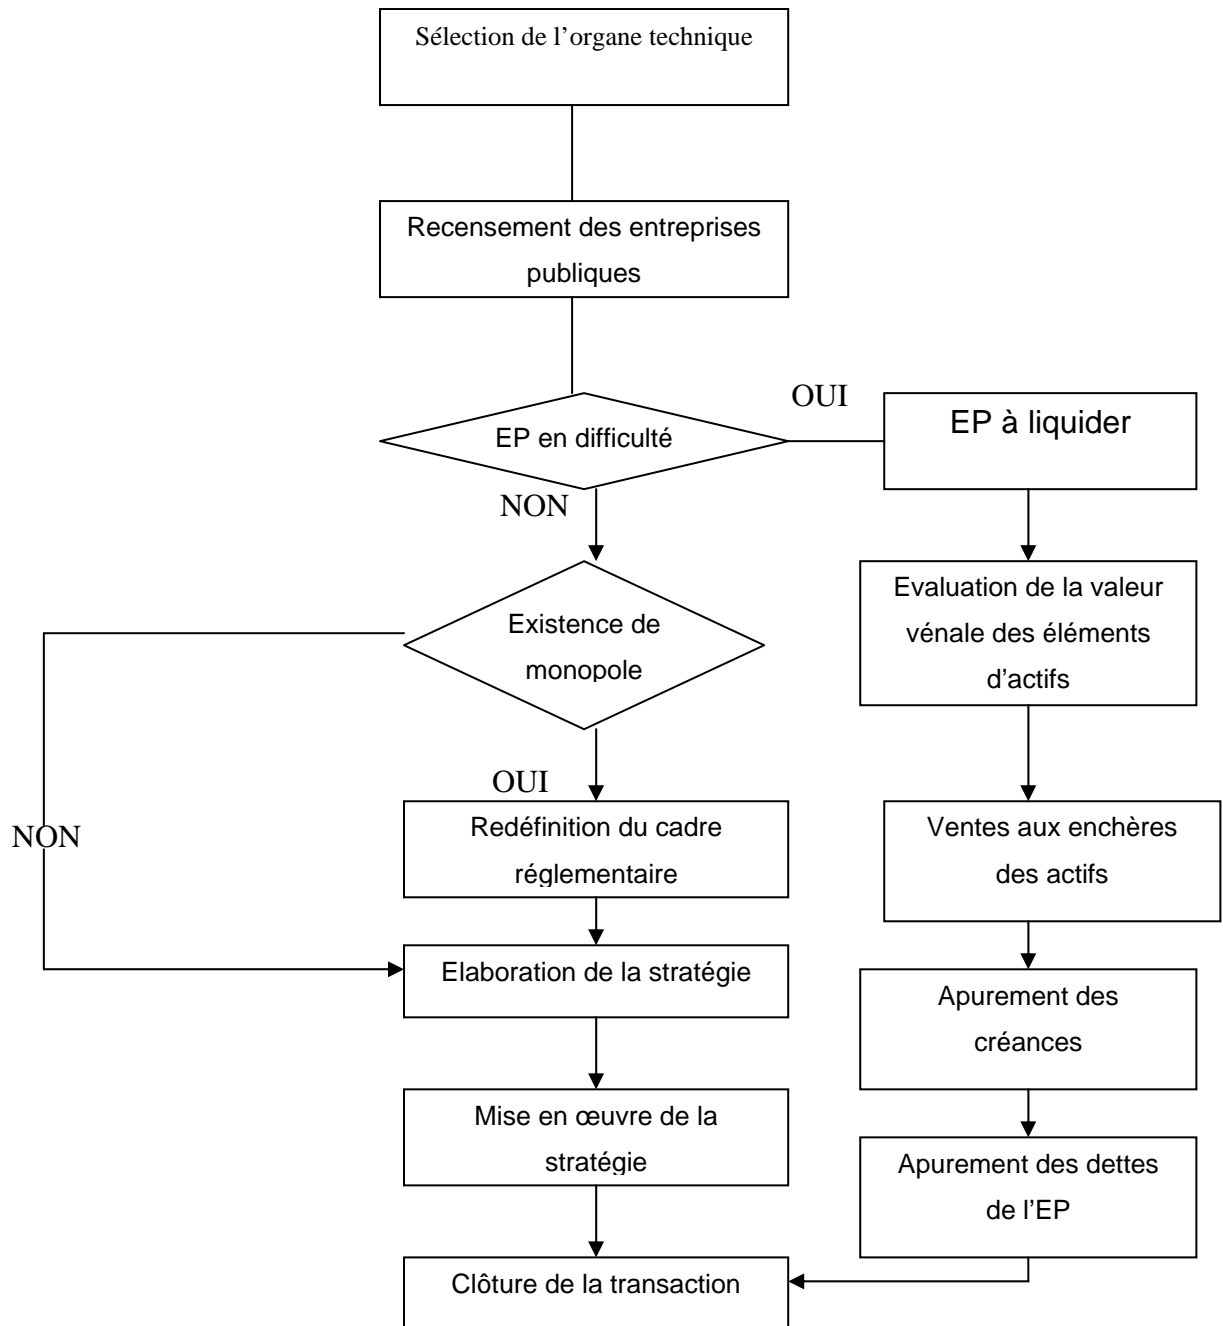 Sélection de l’organe technique
Recensement des entreprises
publiques
OUI
EP en difficulté
EP à liquider
NON
Existence de
monopole
Evaluation de la valeur
vénale des éléments
d’actifs
OUI
NON
Redéfinition du cadre
réglementaire
Ventes aux enchères
des actifs
Elaboration de la stratégie
Apurement des
créances
Mise en œuvre de la
stratégie
Apurement des dettes
de l’EP
Clôture de la transaction